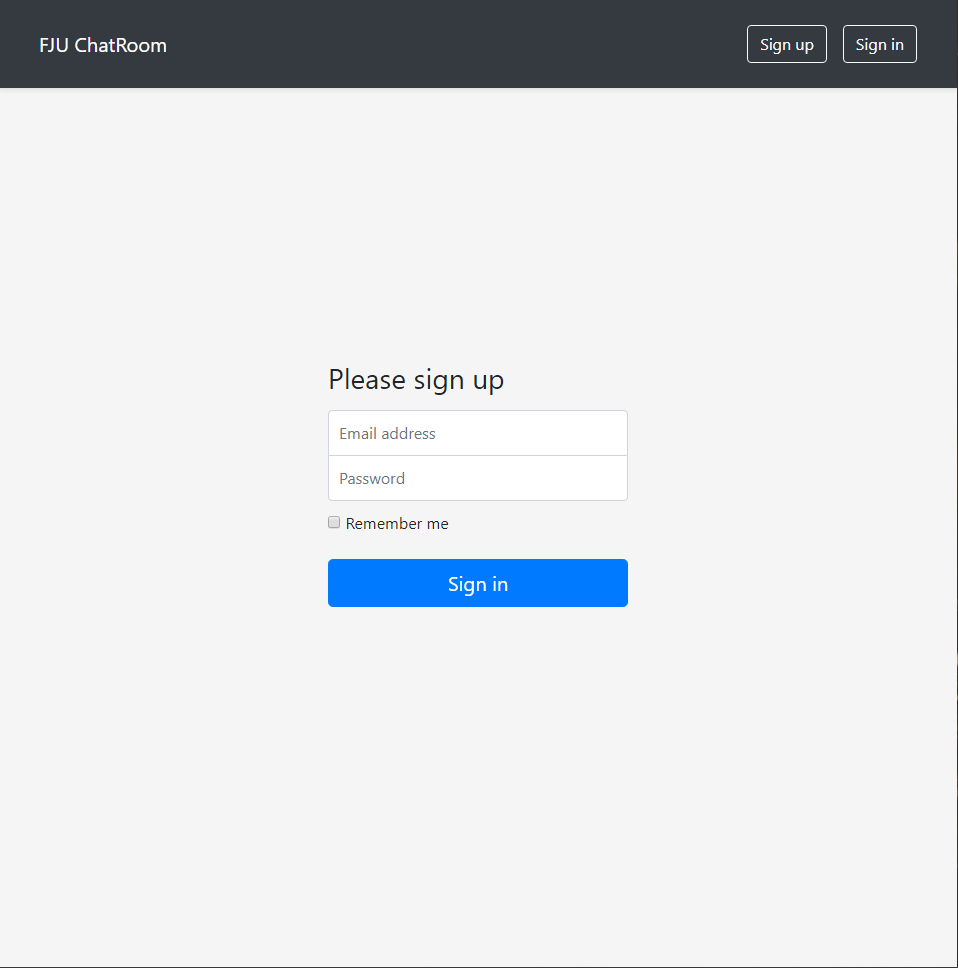 FJU ChatRoom
Sign up
Sign in
Please sign up
Email address
Password
Remember me
Sign in